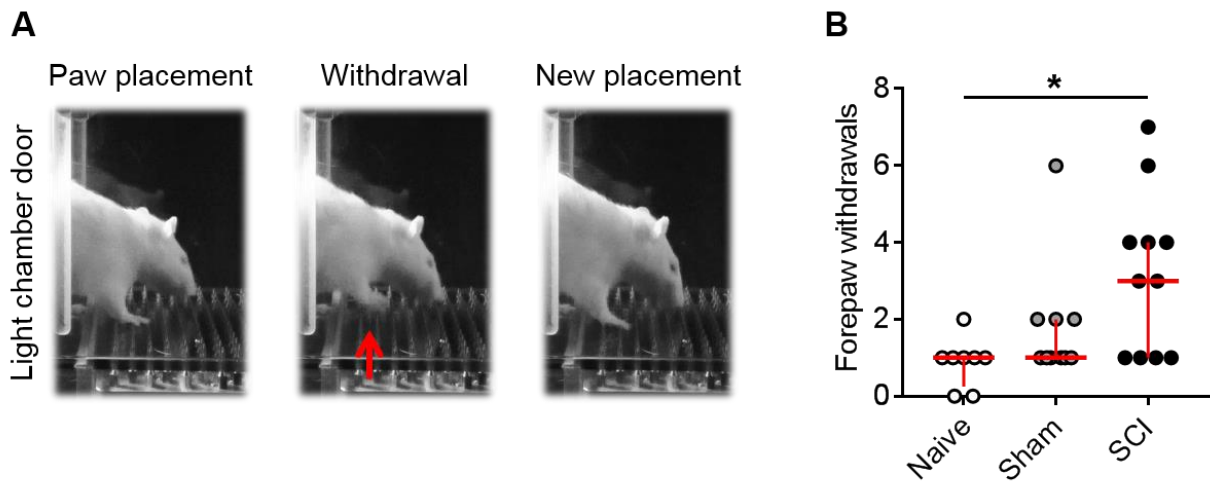 A
Paw placement
Withdrawal
New placement
Light chamber door
B
*
Forepaw withdrawals
8
6
4
2
0
Naive
Sham
SCI